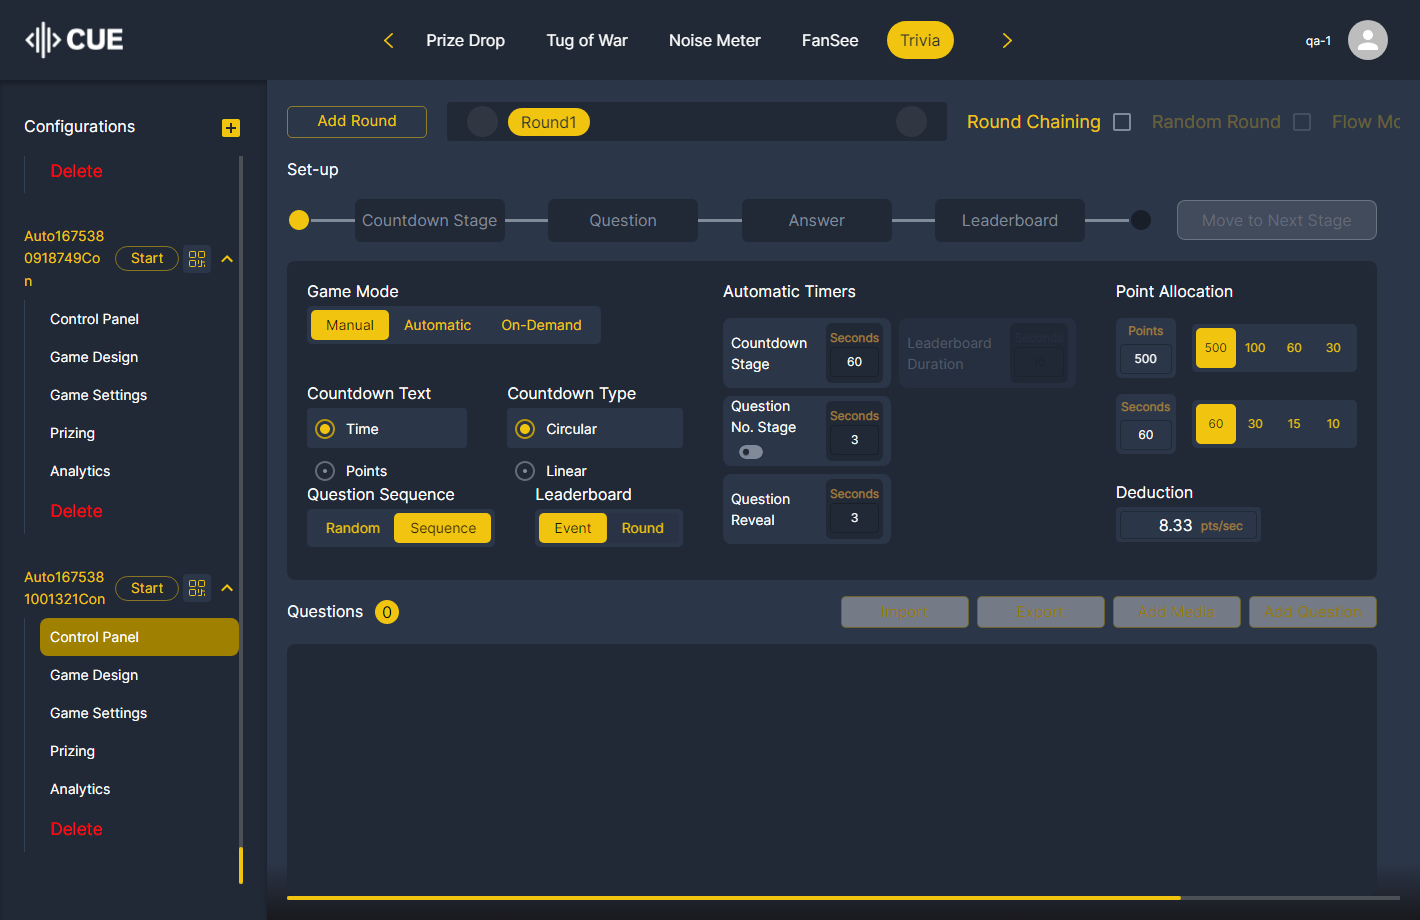 CUE
Prize Drop
Tug of War
Noise Meter
FanSee
Trivia
qa-1
Configurations
Delete
Auto167538
0918749Co
n
Start
Control Panel
Game Design
Game Settings
Prizing
Analytics
Delete
Auto167538
1001321Con
Start
Control Panel
Game Design
Game Settings
Prizing
Analytics
Delete
Add Round
Round1
Round Chaining
Random Round
Flow Mo
Set-up
Countdown Stage
Question
Answer
Leaderboard
Move to Next Stage
Game Mode
Manual
Automatic
On-Demand
Countdown Text
Time
Points
Countdown Type
Circular
Linear
Question Sequence
Random
Sequence
Leaderboard
Event
Round
Automatic Timers
Countdown
Stage
Seconds
60
Leaderboard
Duration
Seconds
Question
No. Stage
Seconds
3
Question
Reveal
Seconds
3
Point Allocation
Points
500
500
100
60
30
Seconds
60
60
30
15
10
Deduction
8.33 pts/sec
Questions 0
Import
Export
Add Media
Add Question